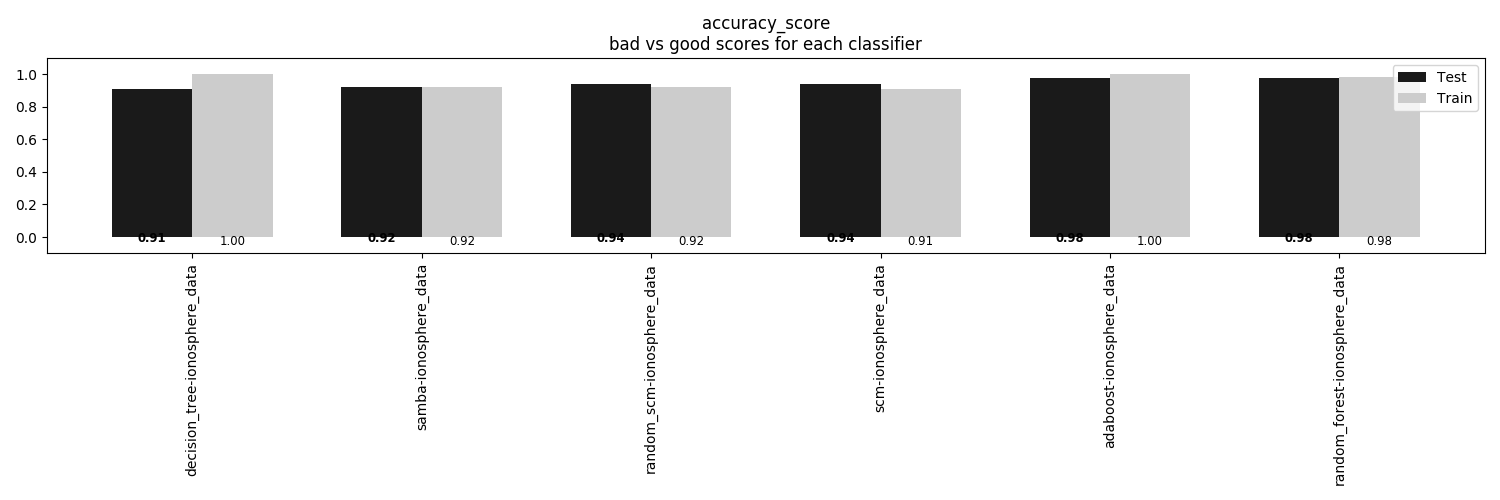 accuracy_score
bad vs good scores for each classifier
1.0
0.8
0.6
0.4
0.2
0.0
Test
Train
0.91 1.00 0.92 0.92 0.94 0.92 0.94 0.91 0.98 1.00 0.98 0.98
decision_tree-ionosphere_data
samba-ionosphere_data
random_scm-ionosphere_data
scm-ionosphere_data
adaboost-ionosphere_data
random_forest-ionosphere_data